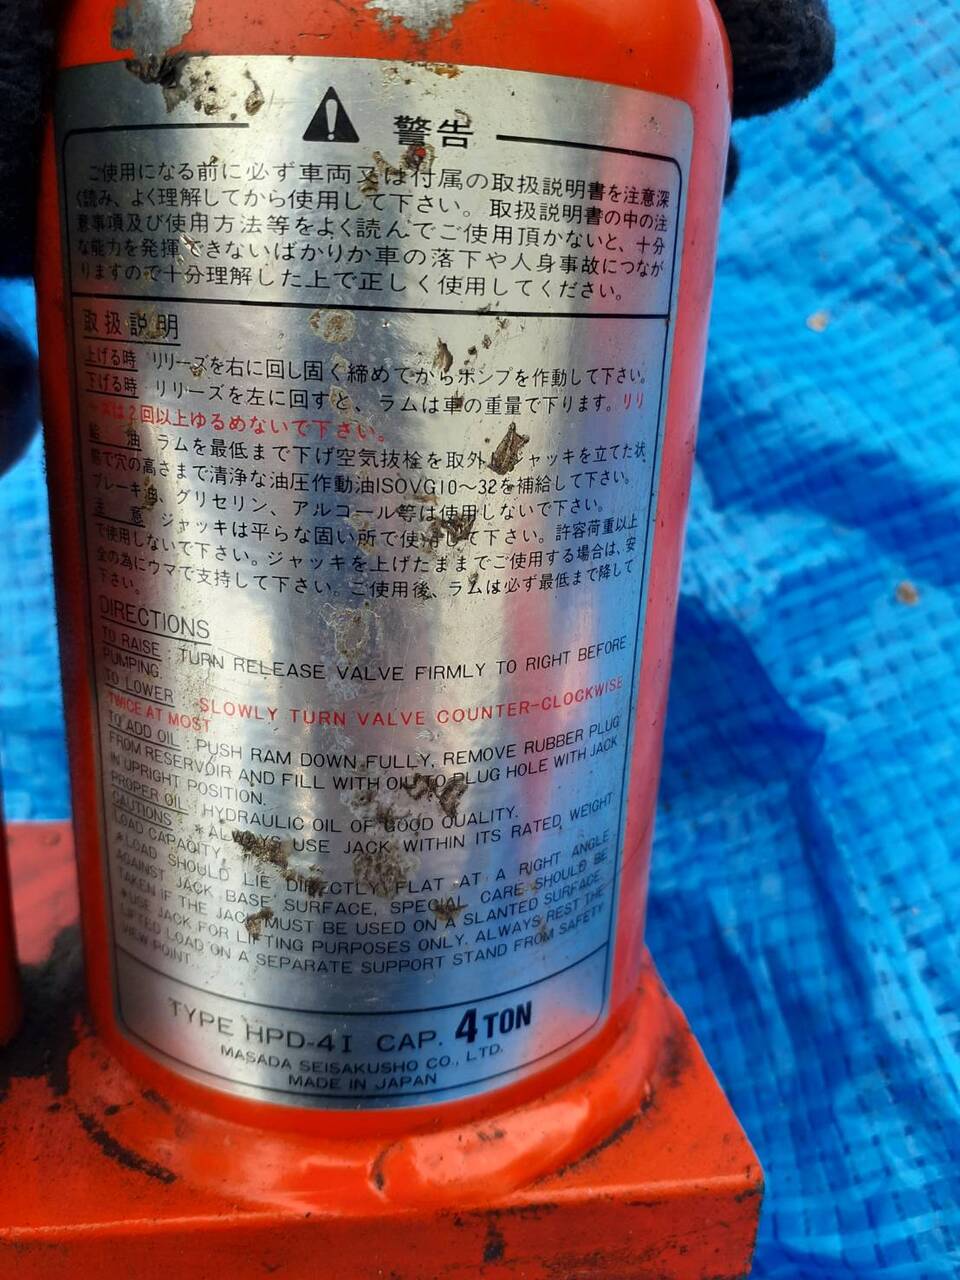 警告
ご使用になる前に必ず車両又は付属の取扱説明書を注意深
く読み、よく理解してから使用して下さい。取扱説明書の中の注
意事項及び使用方法等をよく読んでご使用頂かないと、十分
な能力を発揮できないばかりか車の落下や人身事故につなが
りますので十分理解した上で正しく使用してください。
取扱説明
上げる時 リリーズを右に回し固く締めてからポンプを作動して下さい。
下げる時 リリーズを左に回すと、ラムは車の重量で下ります。リリ
ーズは2回以上ゆるめないで下さい。
給油 ラムを最低まで下げ空気抜栓を取外しジャッキを立てた状
態で穴の高さまで清浄な油圧作動油ISOVG10～32を補給して下さい。
ブレーキ油、グリセリン、アルコール等は使用しないで下さい。
注意 ジャッキは平らな固い所で使用して下さい。許容荷重以上
で使用しないで下さい。ジャッキを上げたままでご使用する場合は、安
全の為にウマで支持して下さい。ご使用後、ラムは必ず最低まで降して
下さい。
DIRECTIONS
TO RAISE : TURN RELEASE VALVE FIRMLY TO RIGHT BEFORE
PUMPING.
TO LOWER SLOWLY TURN VALVE COUNTER-CLOCKWISE
TWICE AT MOST
TO ADD OIL : PUSH RAM DOWN FULLY, REMOVE RUBBER PLUG
FROM RESERVOIR AND FILL WITH OIL TO PLUG HOLE WITH JACK
IN UPRIGHT POSITION.
PROPER OIL : HYDRAULIC OIL OF GOOD QUALITY.
CAUTIONS : *ALWAYS USE JACK WITHIN ITS RATED WEIGHT
LOAD CAPACITY.
*LOAD SHOULD LIE DIRECTLY FLAT AT A RIGHT ANGLE
AGAINST JACK BASE SURFACE, SPECIAL CARE SHOULD BE
TAKEN IF THE JACK MUST BE USED ON A SLANTED SURFACE.
*USE JACK FOR LIFTING PURPOSES ONLY. ALWAYS REST THE
LIFTED LOAD ON A SEPARATE SUPPORT STAND FROM SAFETY
VIEW POINT.
TYPE HPD-4I CAP. 4TON
MASADA SEISAKUSHO CO., LTD.
MADE IN JAPAN